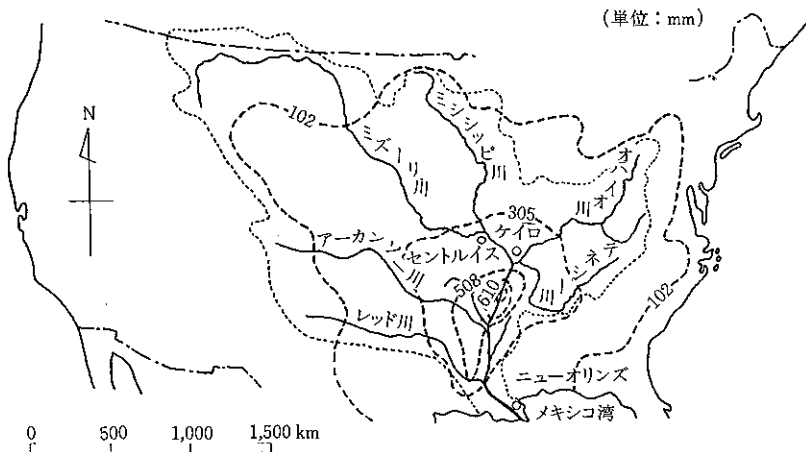 (単位:mm)
N
102
ミズーリ川
ミシシッピ川
オハイオ川
305
ケイロ
セントルイス
アーカンソー川
テネシー川
508
610
レッド川
102
ニューオリンズ
メキシコ湾
0 500 1,000 1,500 km